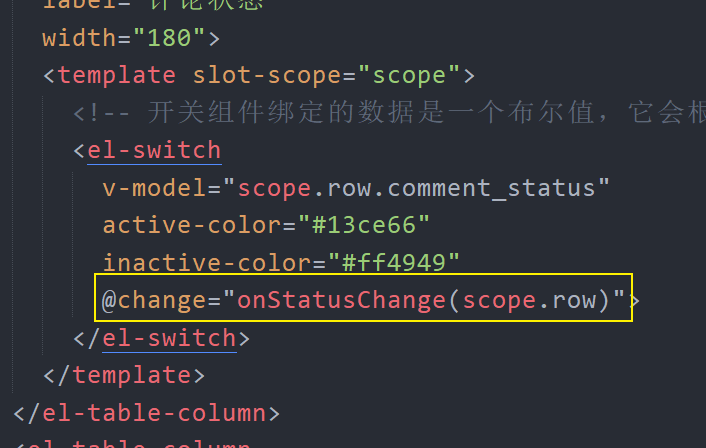 label="评论状态"
width="180">
<template slot-scope="scope">
<!-- 开关组件绑定的数据是一个布尔值，它会根
<el-switch
v-model="scope.row.comment_status"
active-color="#13ce66"
inactive-color="#ff4949"
@change="onStatusChange(scope.row)">
</el-switch>
</template>
</el-table-column>
<el-table-column